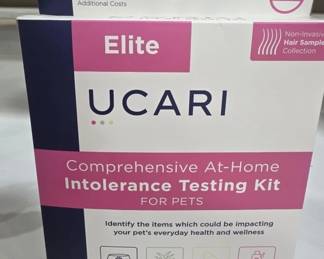 Additional Costs
Elite
Non-Invasive
Hair Sample
Collection
UCARI
Comprehensive At-Home
Intolerance Testing Kit
FOR PETS
Identify the items which could be impacting
your pet's everyday health and wellness